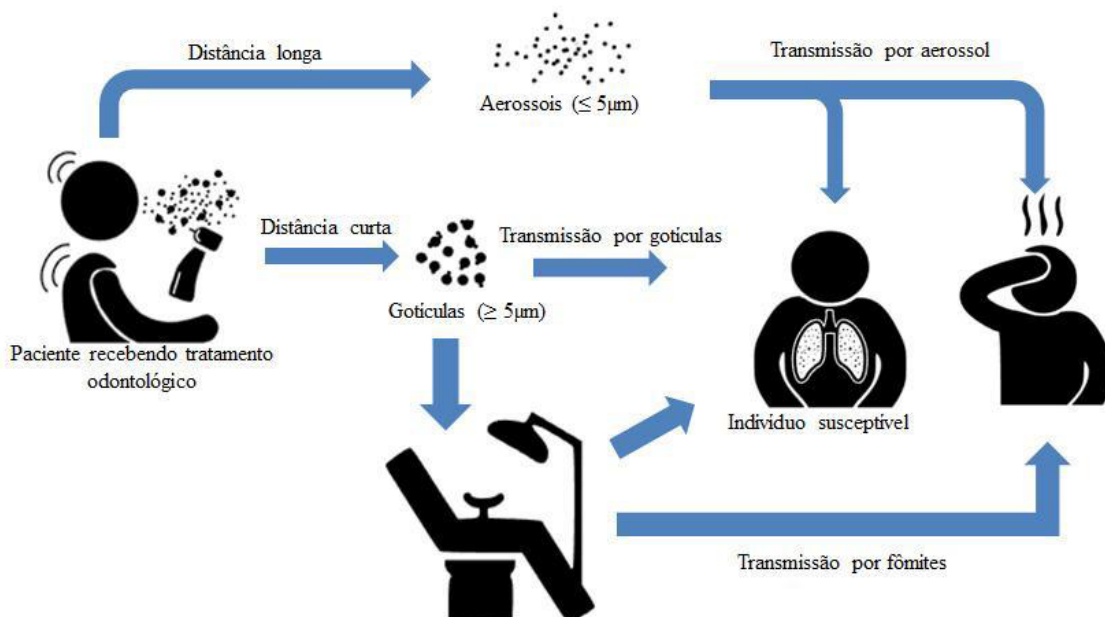 Distância longa
Transmissão por aerossol
Aerossois (≤ 5μm)
Distância curta
Transmissão por gotículas
Gotículas (≥ 5μm)
Paciente recebendo tratamento
odontológico
Indivíduo susceptível
Transmissão por fômites